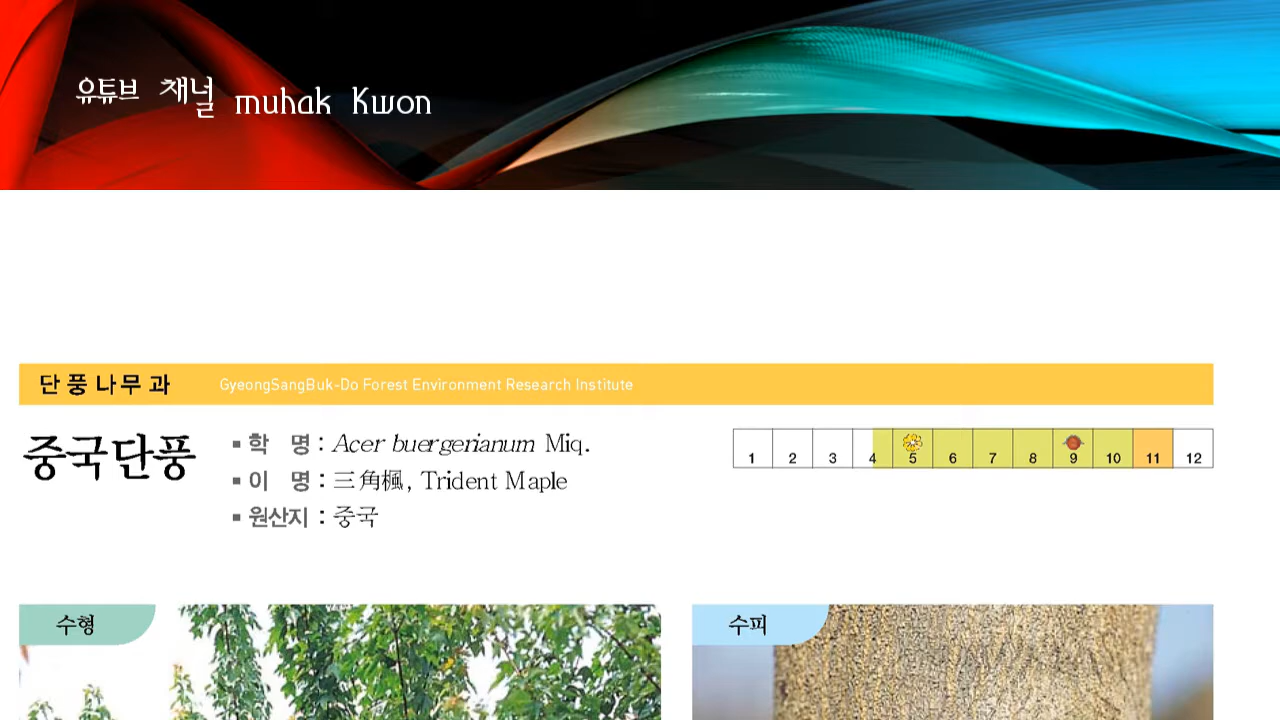 유튜브 채널 muhak Kwon
단풍나무과 GyeongSangBuk-Do Forest Environment Research Institute
중국단풍
▪ 학 명 : Acer buergerianum Miq.
▪ 이 명 : 三角楓, Trident Maple
▪ 원산지 : 중국
1 2 3 4 5 6 7 8 9 10 11 12
수형
수피